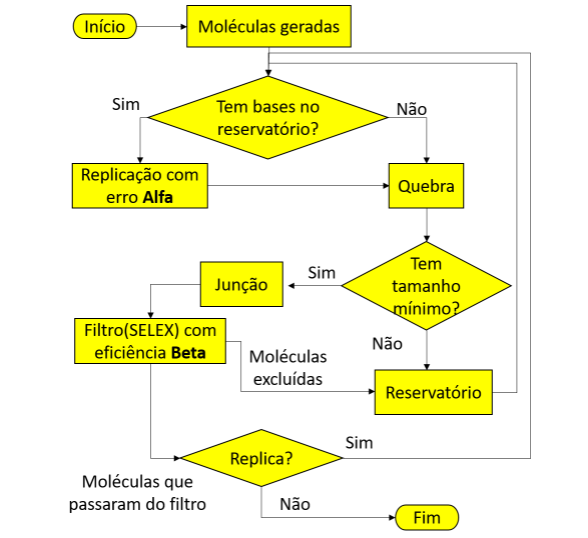 Início
Moléculas geradas
Sim
Tem bases no
reservatório?
Não
Replicação com
erro Alfa
Quebra
Tem
tamanho
mínimo?
Sim
Junção
Filtro(SELEX) com
eficiência Beta
Não
Moléculas
excluídas
Reservatório
Replica?
Sim
Moléculas que
passaram do filtro
Não
Fim